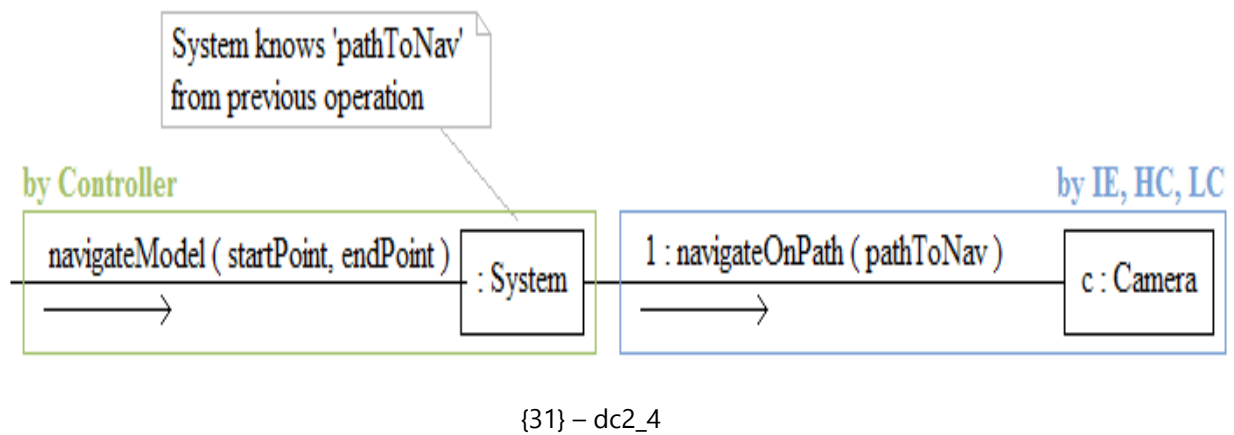 System knows 'pathToNav'
from previous operation
by Controller
by IE, HC, LC
navigateModel ( startPoint, endPoint )
: System
1 : navigateOnPath ( pathToNav )
c : Camera
{31} – dc2_4